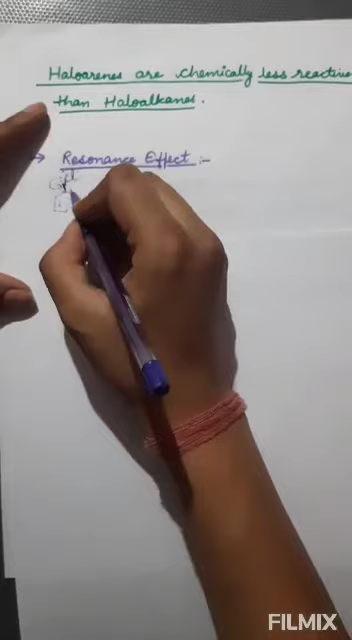 Haloarenes are chemically less reactive
than Haloalkanes.
→ Resonance Effect :-
FILMIX